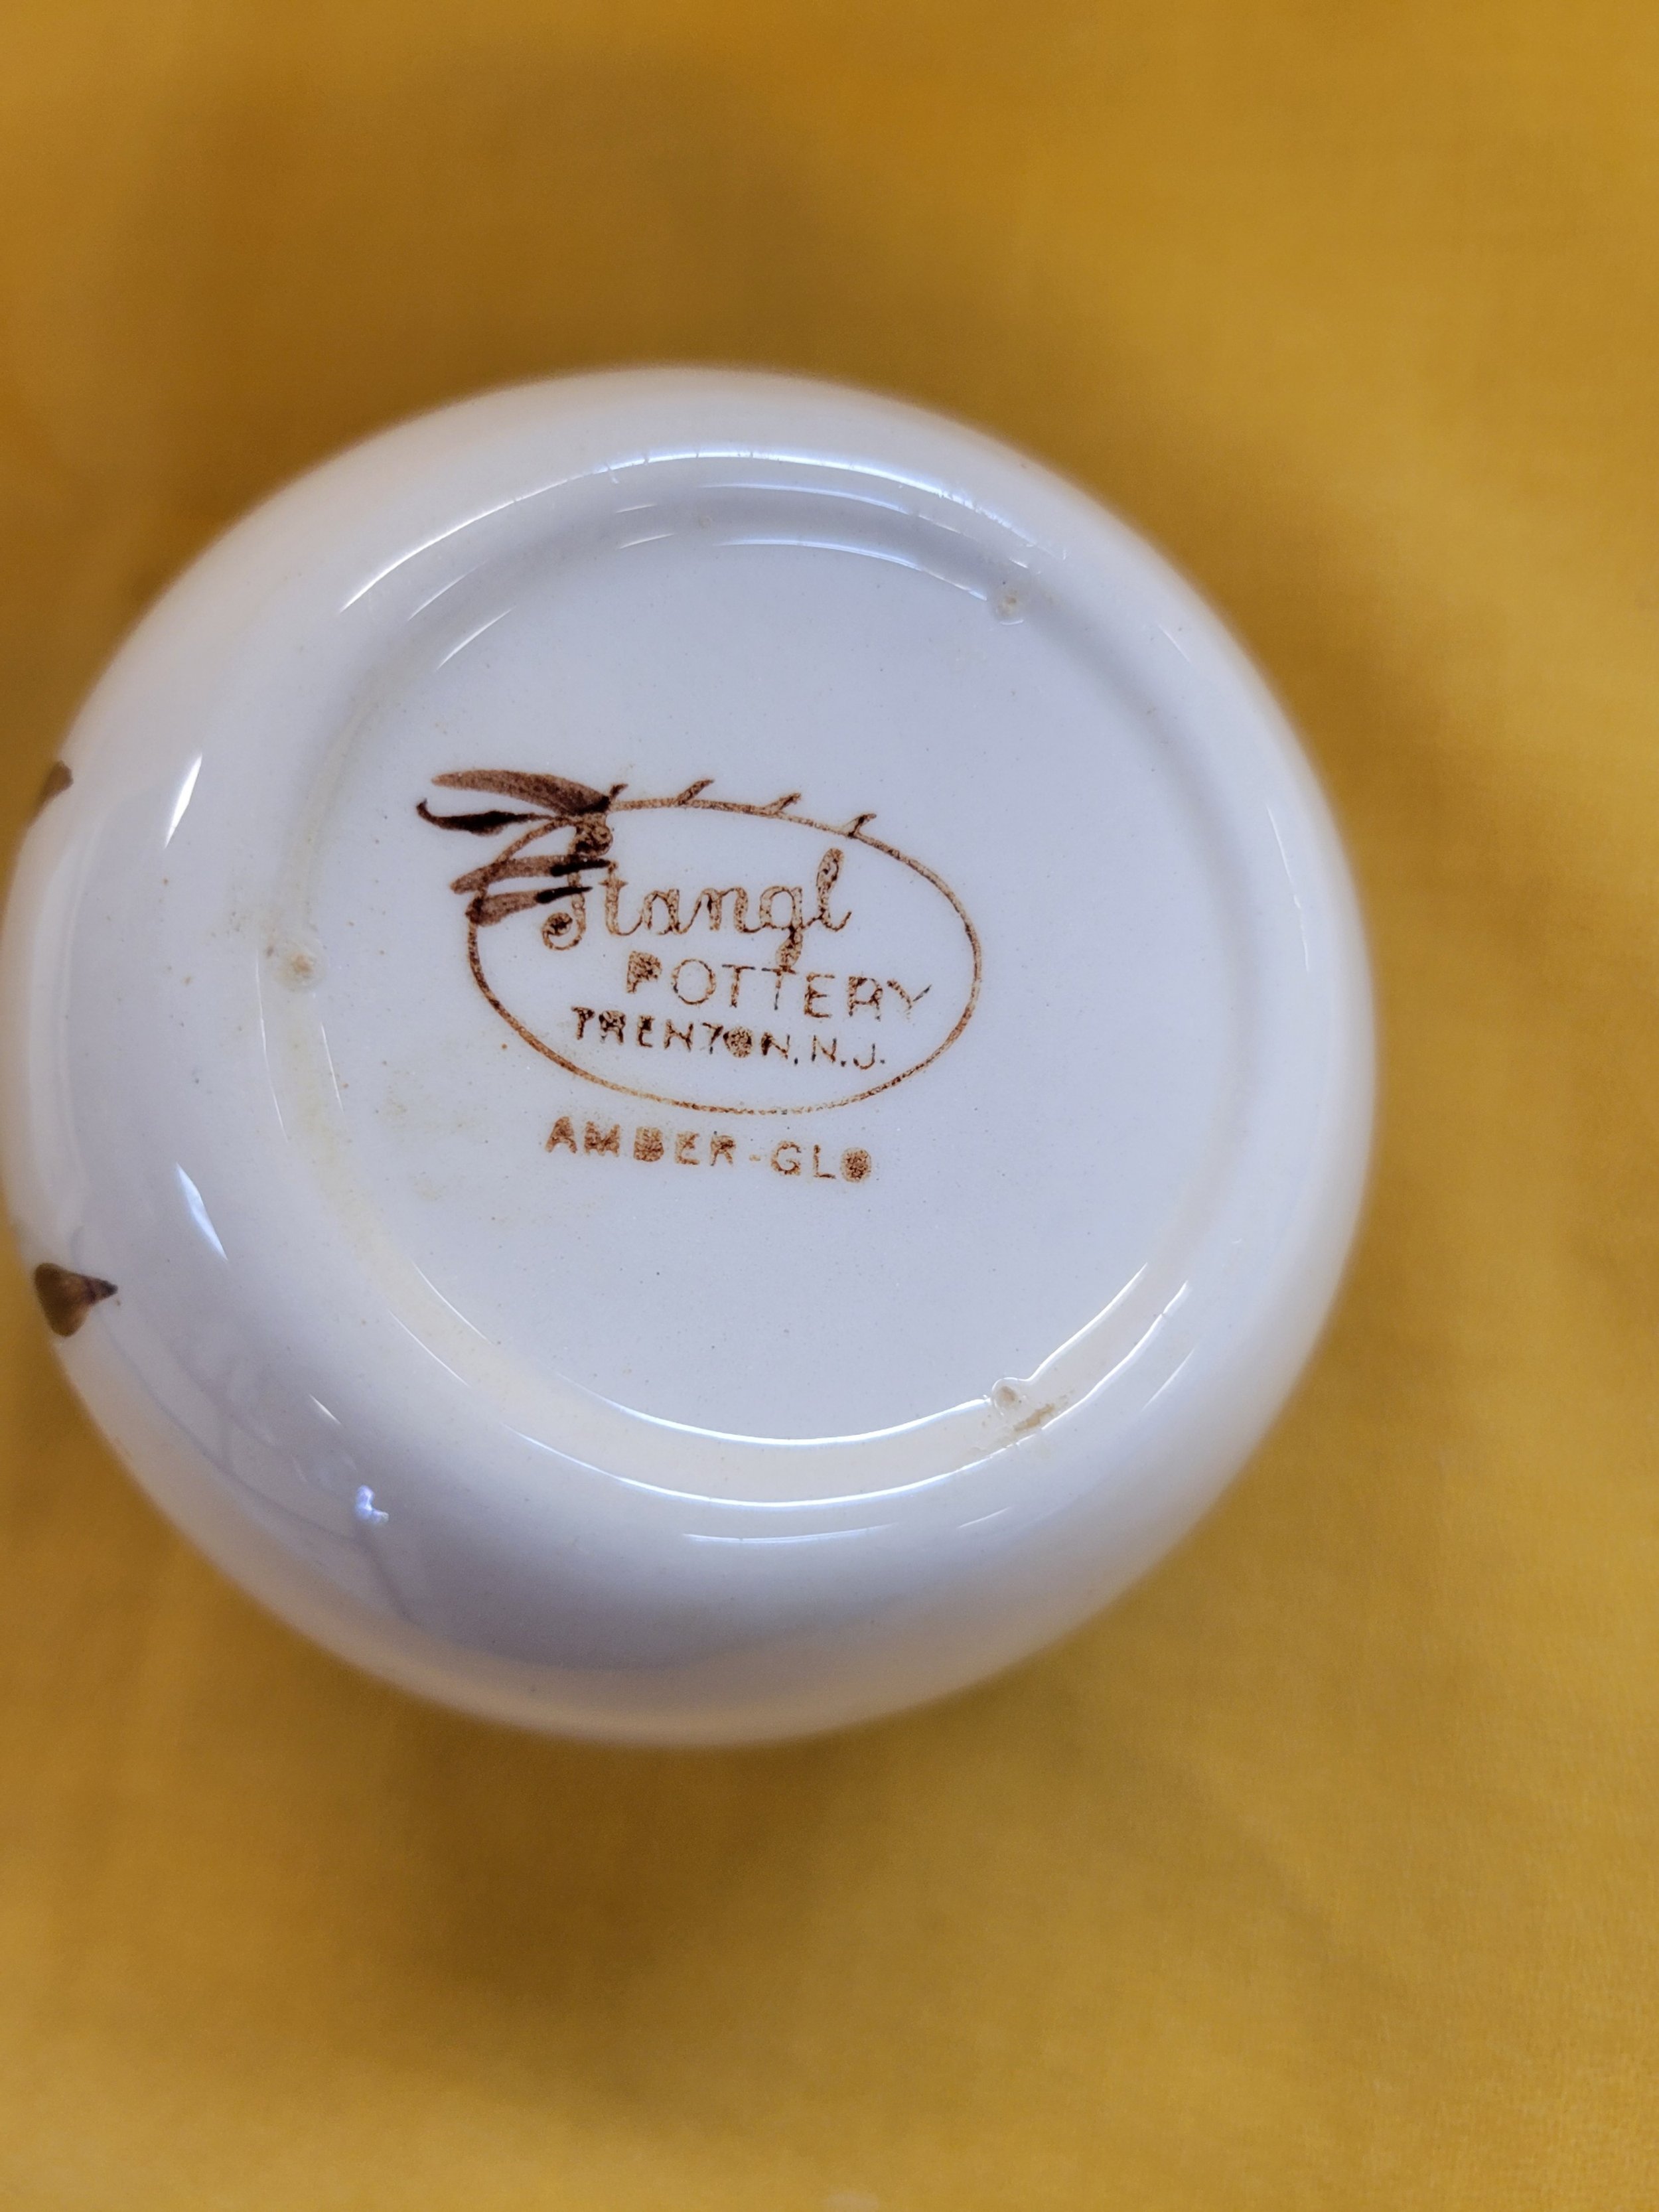 Stangl
POTTERY
TRENTON, N.J.
AMBER-GLO